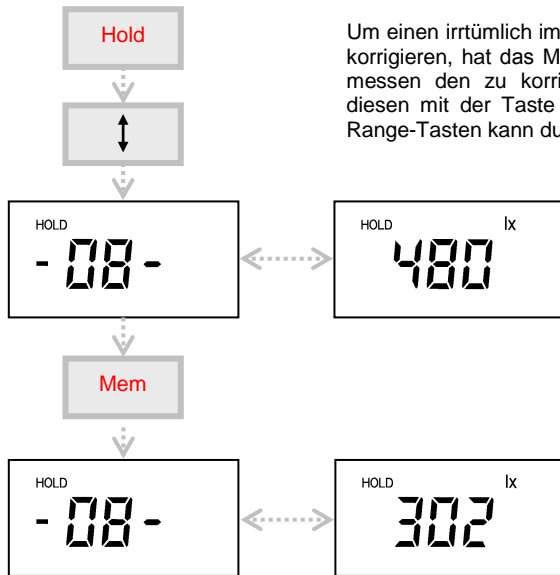 Hold
Um einen irrtümlich im
korrigieren, hat das M
messen den zu korri
diesen mit der Taste
Range-Tasten kann du
HOLD
- 08 -
HOLD lx
480
Mem
HOLD
- 08 -
HOLD lx
302